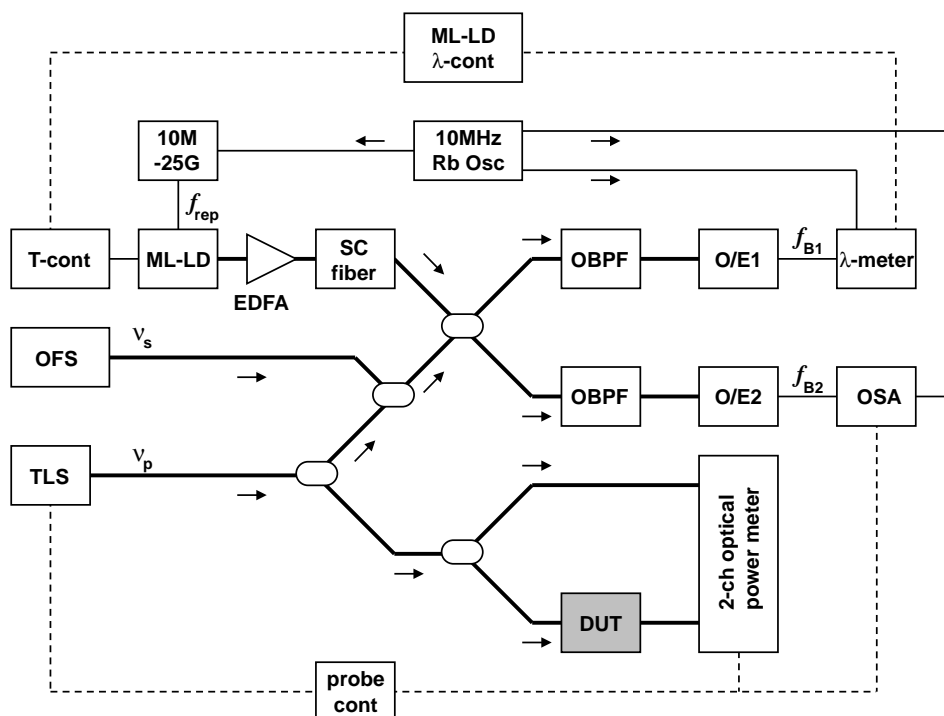 ML-LD
λ-cont
10M
-25G
10MHz
Rb Osc
f_rep
T-cont
ML-LD
EDFA
SC
fiber
OBPF
O/E1
f_B1
λ-meter
ν_s
OFS
OBPF
O/E2
f_B2
OSA
ν_p
TLS
2-ch optical
power meter
DUT
probe
cont